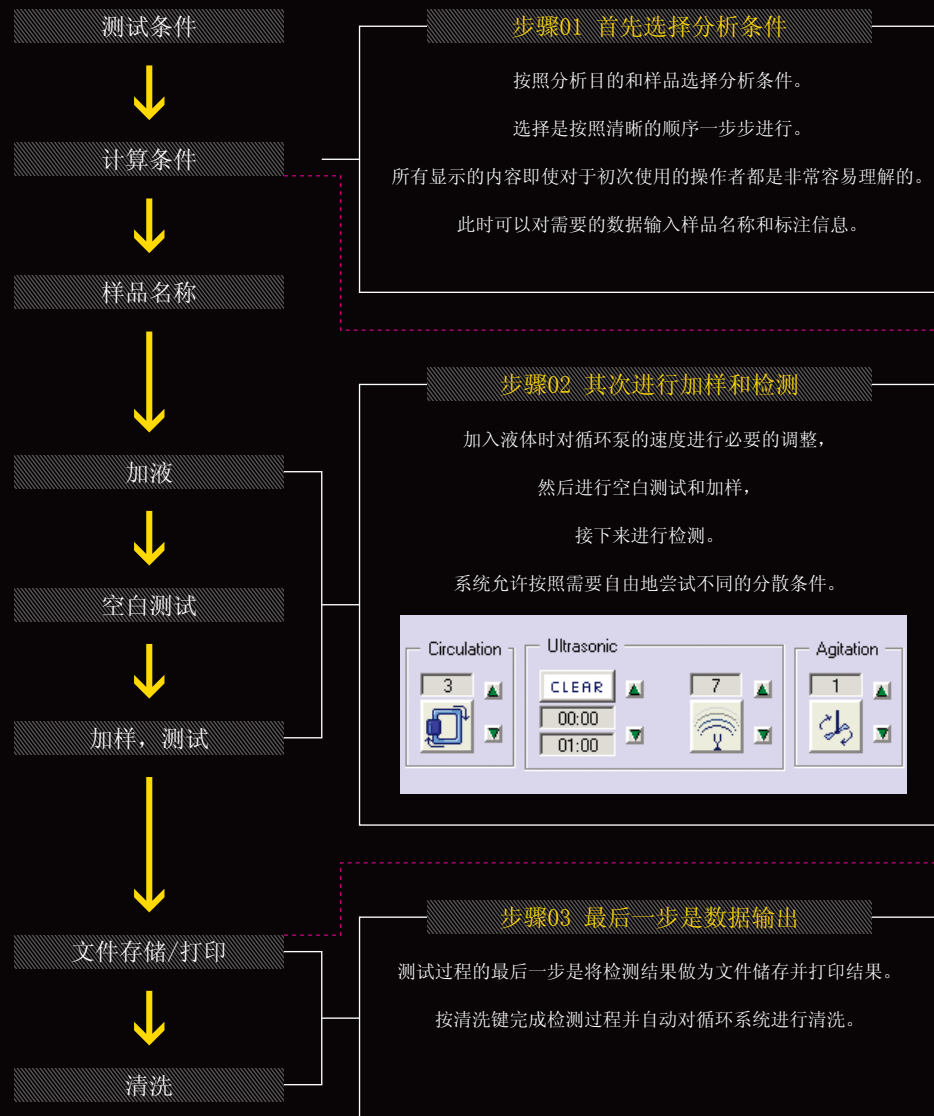 测试条件
计算条件
样品名称
加液
空白测试
加样，测试
文件存储/打印
清洗
步骤01 首先选择分析条件
按照分析目的和样品选择分析条件。
选择是按照清晰的顺序一步步进行。
所有显示的内容即使对于初次使用的操作者都是非常容易理解的。
此时可以对需要的数据输入样品名称和标注信息。
步骤02 其次进行加样和检测
加入液体时对循环泵的速度进行必要的调整，
然后进行空白测试和加样，
接下来进行检测。
系统允许按照需要自由地尝试不同的分散条件。
Circulation
3
Ultrasonic
CLEAR
00:00
01:00
7
Agitation
1
步骤03 最后一步是数据输出
测试过程的最后一步是将检测结果做为文件储存并打印结果。
按清洗键完成检测过程并自动对循环系统进行清洗。